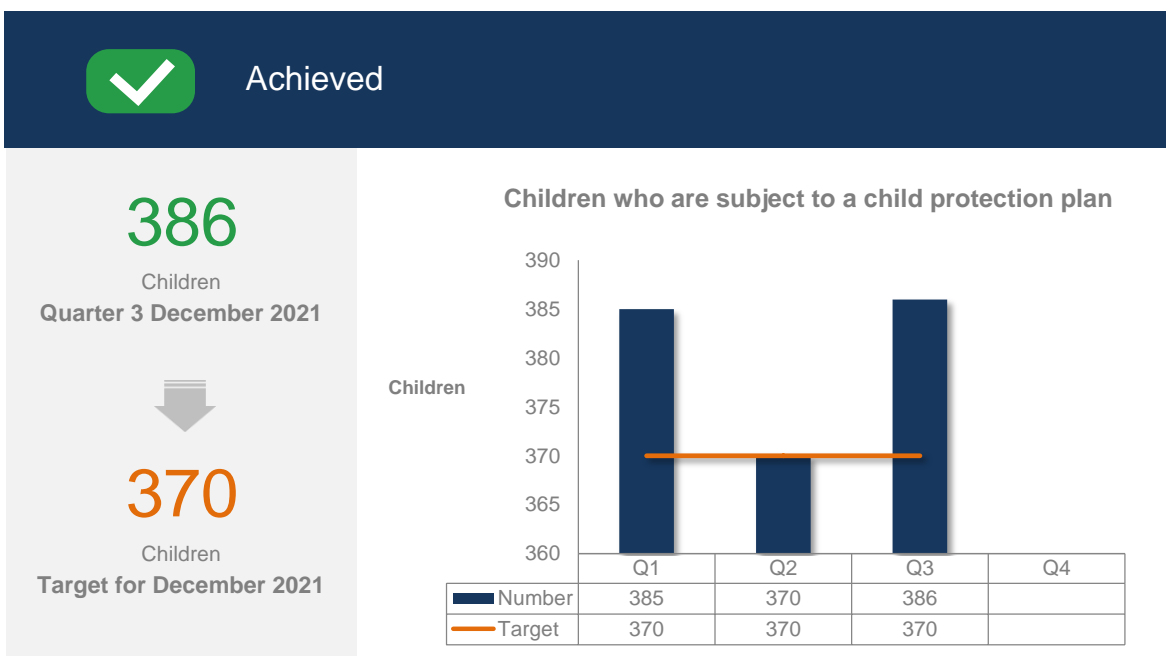 Achieved
386
Children
Quarter 3 December 2021
370
Children
Target for December 2021
Children who are subject to a child protection plan
390
385
380
375
370
365
360
Children
Q1 Q2 Q3 Q4
Number 385 370 386
Target 370 370 370